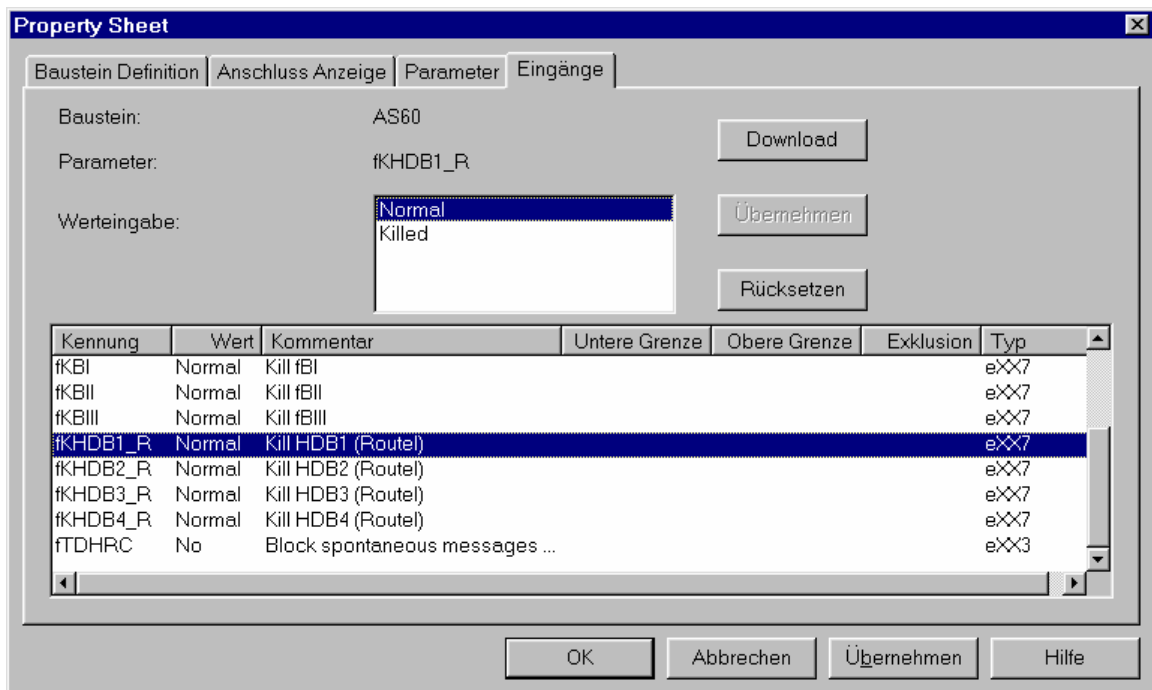 Property Sheet
Baustein Definition Anschluss Anzeige Parameter Eingänge
Baustein: AS60
Download
Parameter: fKHDB1_R
Werteingabe:
Normal
Killed
Übernehmen
Rücksetzen
Kennung Wert Kommentar Untere Grenze Obere Grenze Exklusion Typ
fKBI Normal Kill fBI eXX7
fKBII Normal Kill fBII eXX7
fKBIII Normal Kill fBIII eXX7
fKHDB1_R Normal Kill HDB1 (Routel) eXX7
fKHDB2_R Normal Kill HDB2 (Routel) eXX7
fKHDB3_R Normal Kill HDB3 (Routel) eXX7
fKHDB4_R Normal Kill HDB4 (Routel) eXX7
fTDHRC No Block spontaneous messages ... eXX3
OK Abbrechen Übernehmen Hilfe